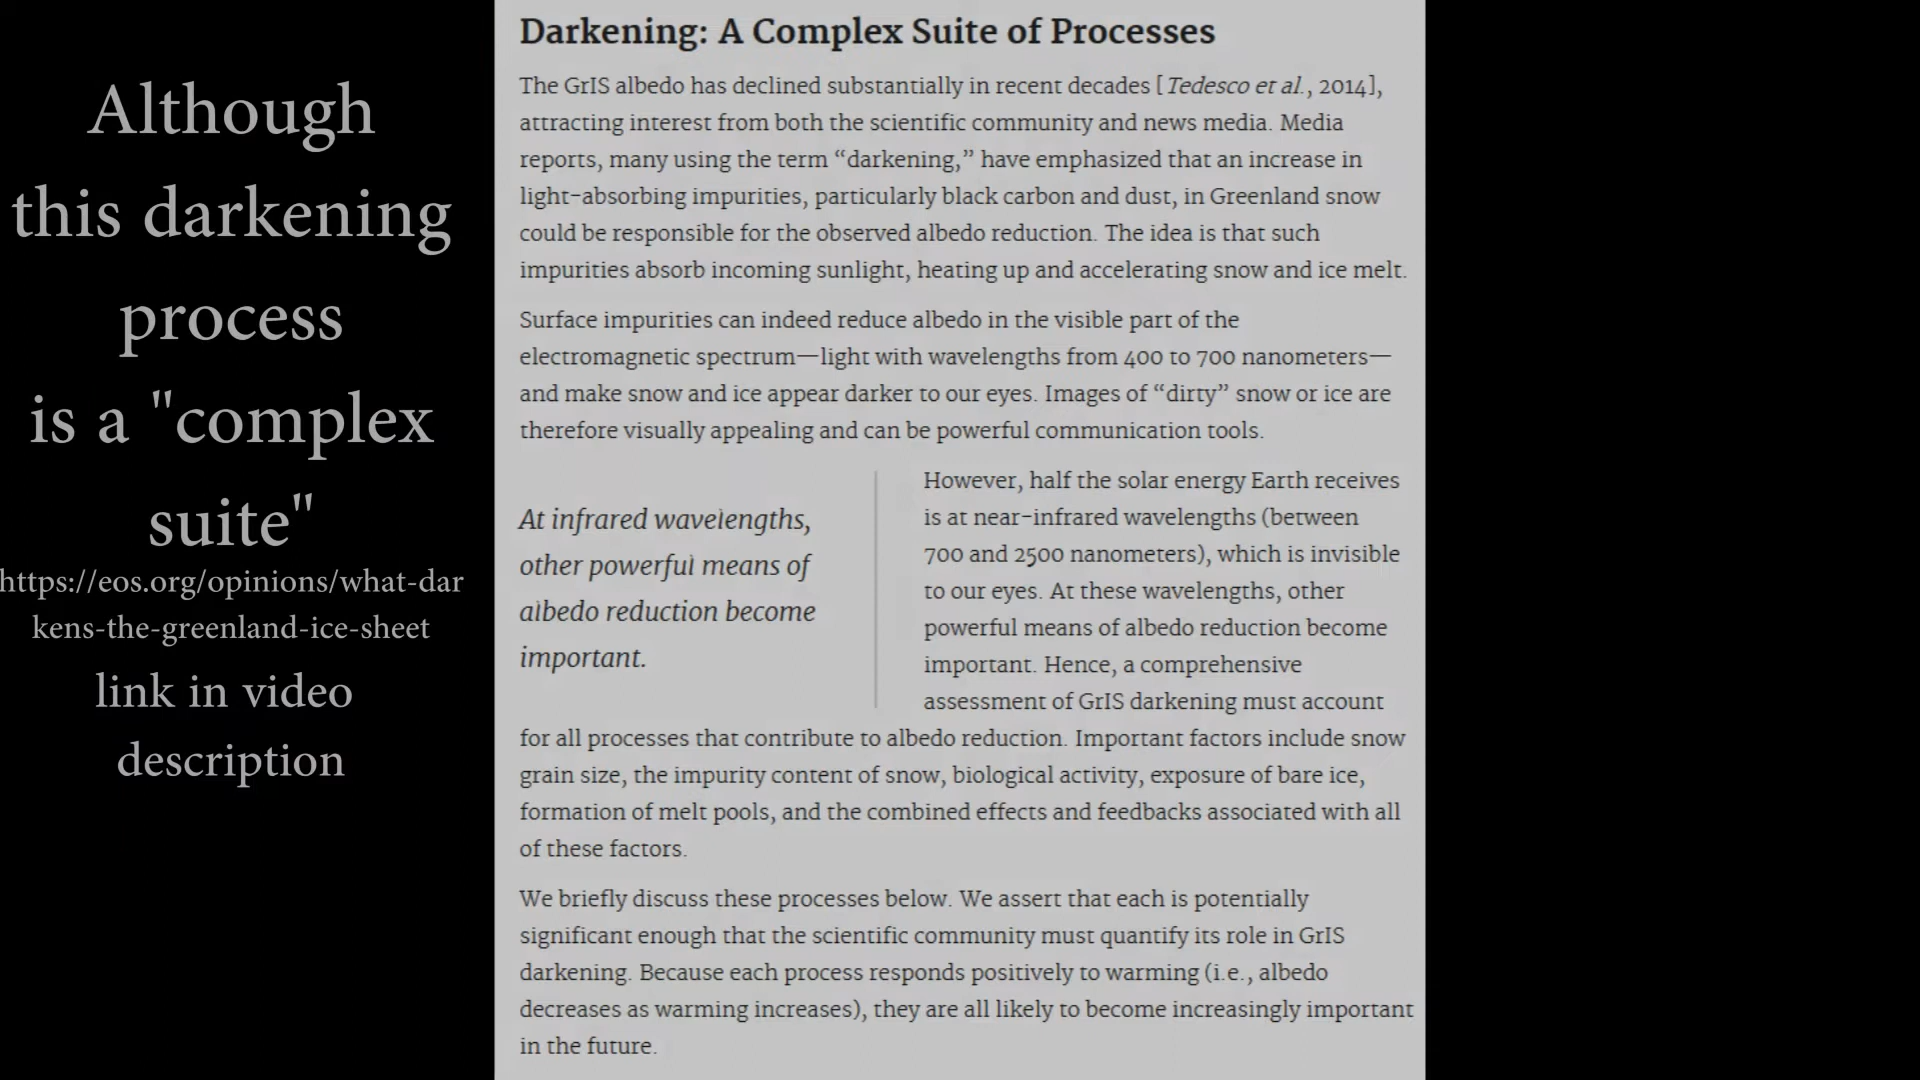 Although
this darkening
process
is a "complex
suite"
https://eos.org/opinions/what-dar
kens-the-greenland-ice-sheet
link in video
description
Darkening: A Complex Suite of Processes
The GrIS albedo has declined substantially in recent decades [Tedesco et al., 2014],
attracting interest from both the scientific community and news media. Media
reports, many using the term “darkening,” have emphasized that an increase in
light-absorbing impurities, particularly black carbon and dust, in Greenland snow
could be responsible for the observed albedo reduction. The idea is that such
impurities absorb incoming sunlight, heating up and accelerating snow and ice melt.
Surface impurities can indeed reduce albedo in the visible part of the
electromagnetic spectrum—light with wavelengths from 400 to 700 nanometers—
and make snow and ice appear darker to our eyes. Images of “dirty” snow or ice are
therefore visually appealing and can be powerful communication tools.
At infrared wavelengths,
other powerful means of
albedo reduction become
important.
However, half the solar energy Earth receives
is at near-infrared wavelengths (between
700 and 2500 nanometers), which is invisible
to our eyes. At these wavelengths, other
powerful means of albedo reduction become
important. Hence, a comprehensive
assessment of GrIS darkening must account
for all processes that contribute to albedo reduction. Important factors include snow
grain size, the impurity content of snow, biological activity, exposure of bare ice,
formation of melt pools, and the combined effects and feedbacks associated with all
of these factors.
We briefly discuss these processes below. We assert that each is potentially
significant enough that the scientific community must quantify its role in GrIS
darkening. Because each process responds positively to warming (i.e., albedo
decreases as warming increases), they are all likely to become increasingly important
in the future.